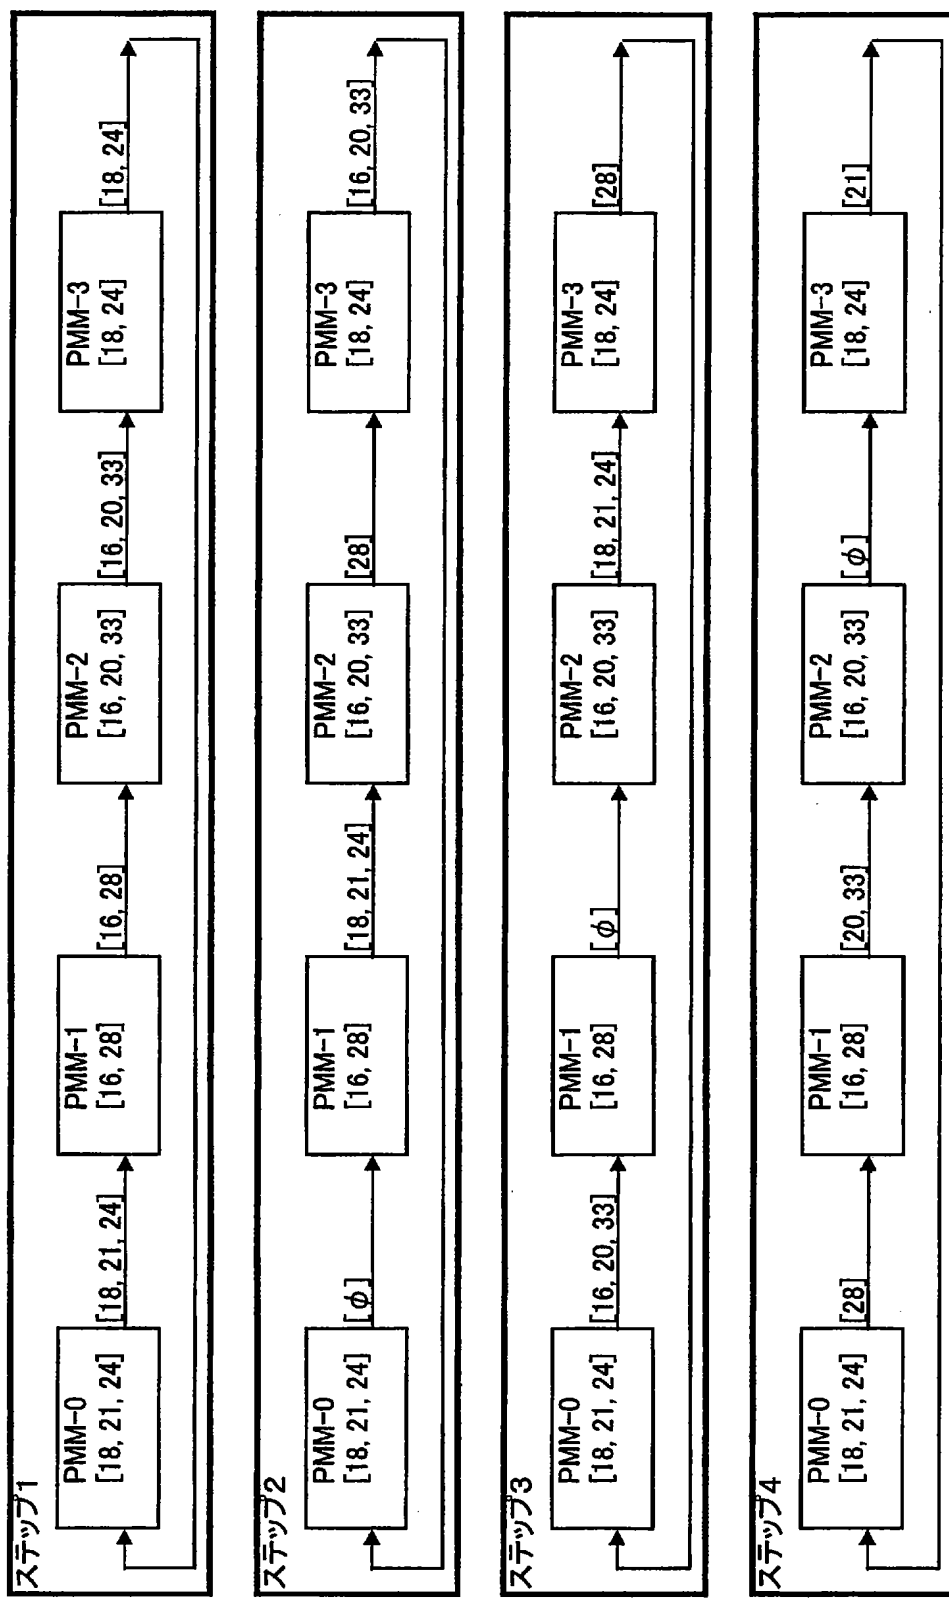 ステップ1
PMM-0
[18, 21, 24]
[18, 21, 24]
PMM-1
[16, 28]
[16, 28]
PMM-2
[16, 20, 33]
[16, 20, 33]
PMM-3
[18, 24]
[18, 24]
ステップ2
PMM-0
[18, 21, 24]
[φ]
PMM-1
[16, 28]
[18, 21, 24]
PMM-2
[16, 20, 33]
[28]
PMM-3
[18, 24]
[16, 20, 33]
ステップ3
PMM-0
[18, 21, 24]
[16, 20, 33]
PMM-1
[16, 28]
[φ]
PMM-2
[16, 20, 33]
[18, 21, 24]
PMM-3
[18, 24]
[28]
ステップ4
PMM-0
[18, 21, 24]
[28]
PMM-1
[16, 28]
[20, 33]
PMM-2
[16, 20, 33]
[φ]
PMM-3
[18, 24]
[21]